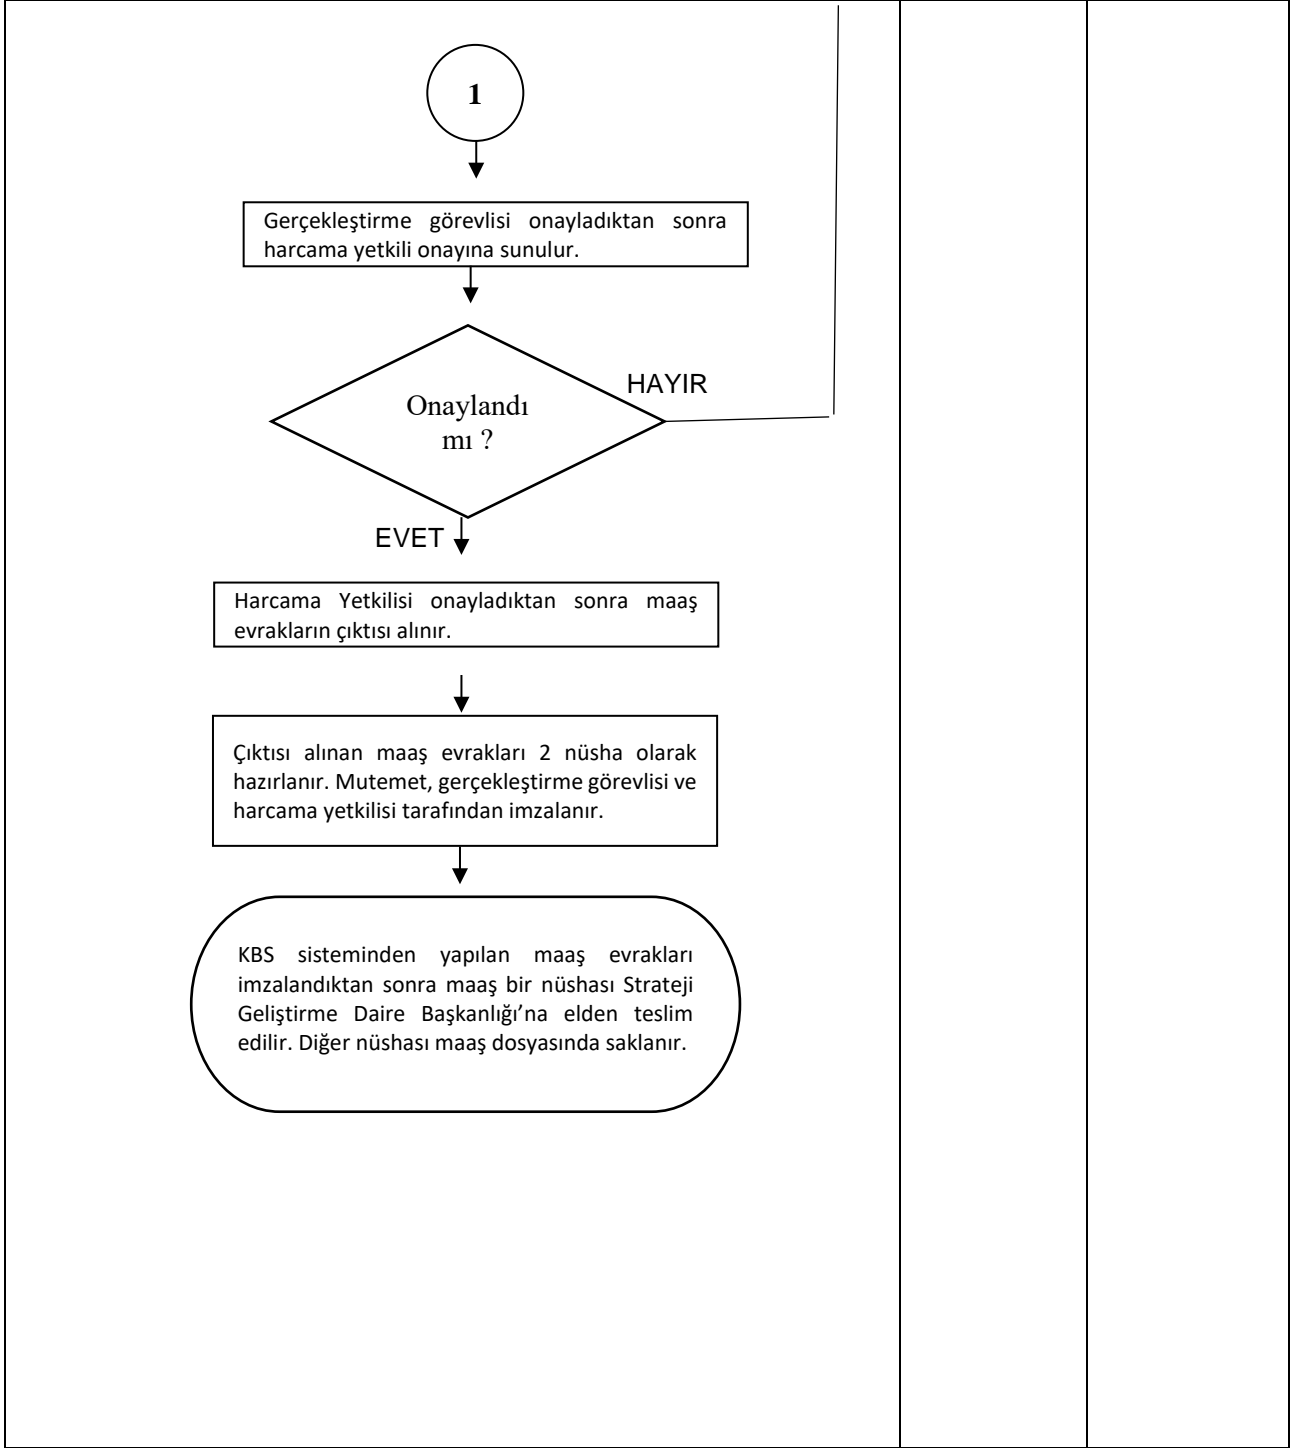 1
Gerçekleştirme görevlisi onayladıktan sonra
harcama yetkili onayına sunulur.
HAYIR
Onaylandı
mı ?
EVET
Harcama Yetkilisi onayladıktan sonra maaş
evrakların çıktısı alınır.
Çıktısı alınan maaş evrakları 2 nüsha olarak
hazırlanır. Mutemet, gerçekleştirme görevlisi ve
harcama yetkilisi tarafından imzalanır.
KBS sisteminden yapılan maaş evrakları
imzalandıktan sonra maaş bir nüshası Strateji
Geliştirme Daire Başkanlığı’na elden teslim
edilir. Diğer nüshası maaş dosyasında saklanır.